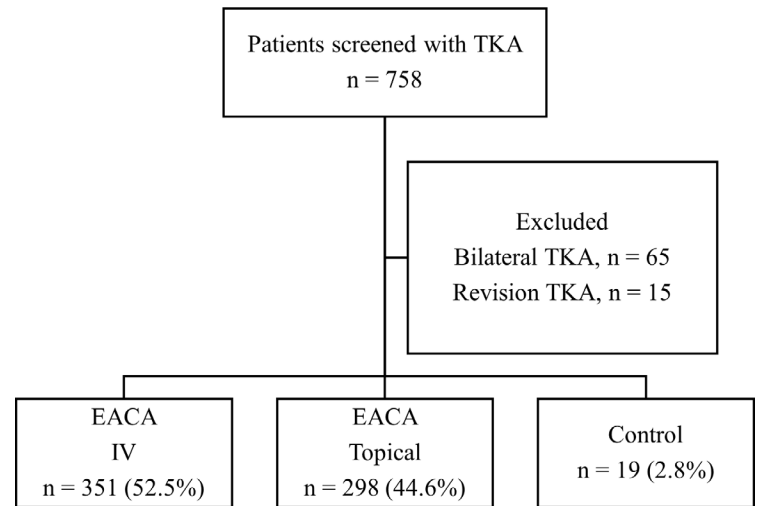 Patients screened with TKA
n = 758
Excluded
Bilateral TKA, n = 65
Revision TKA, n = 15
EACA
IV
n = 351 (52.5%)
EACA
Topical
n = 298 (44.6%)
Control
n = 19 (2.8%)